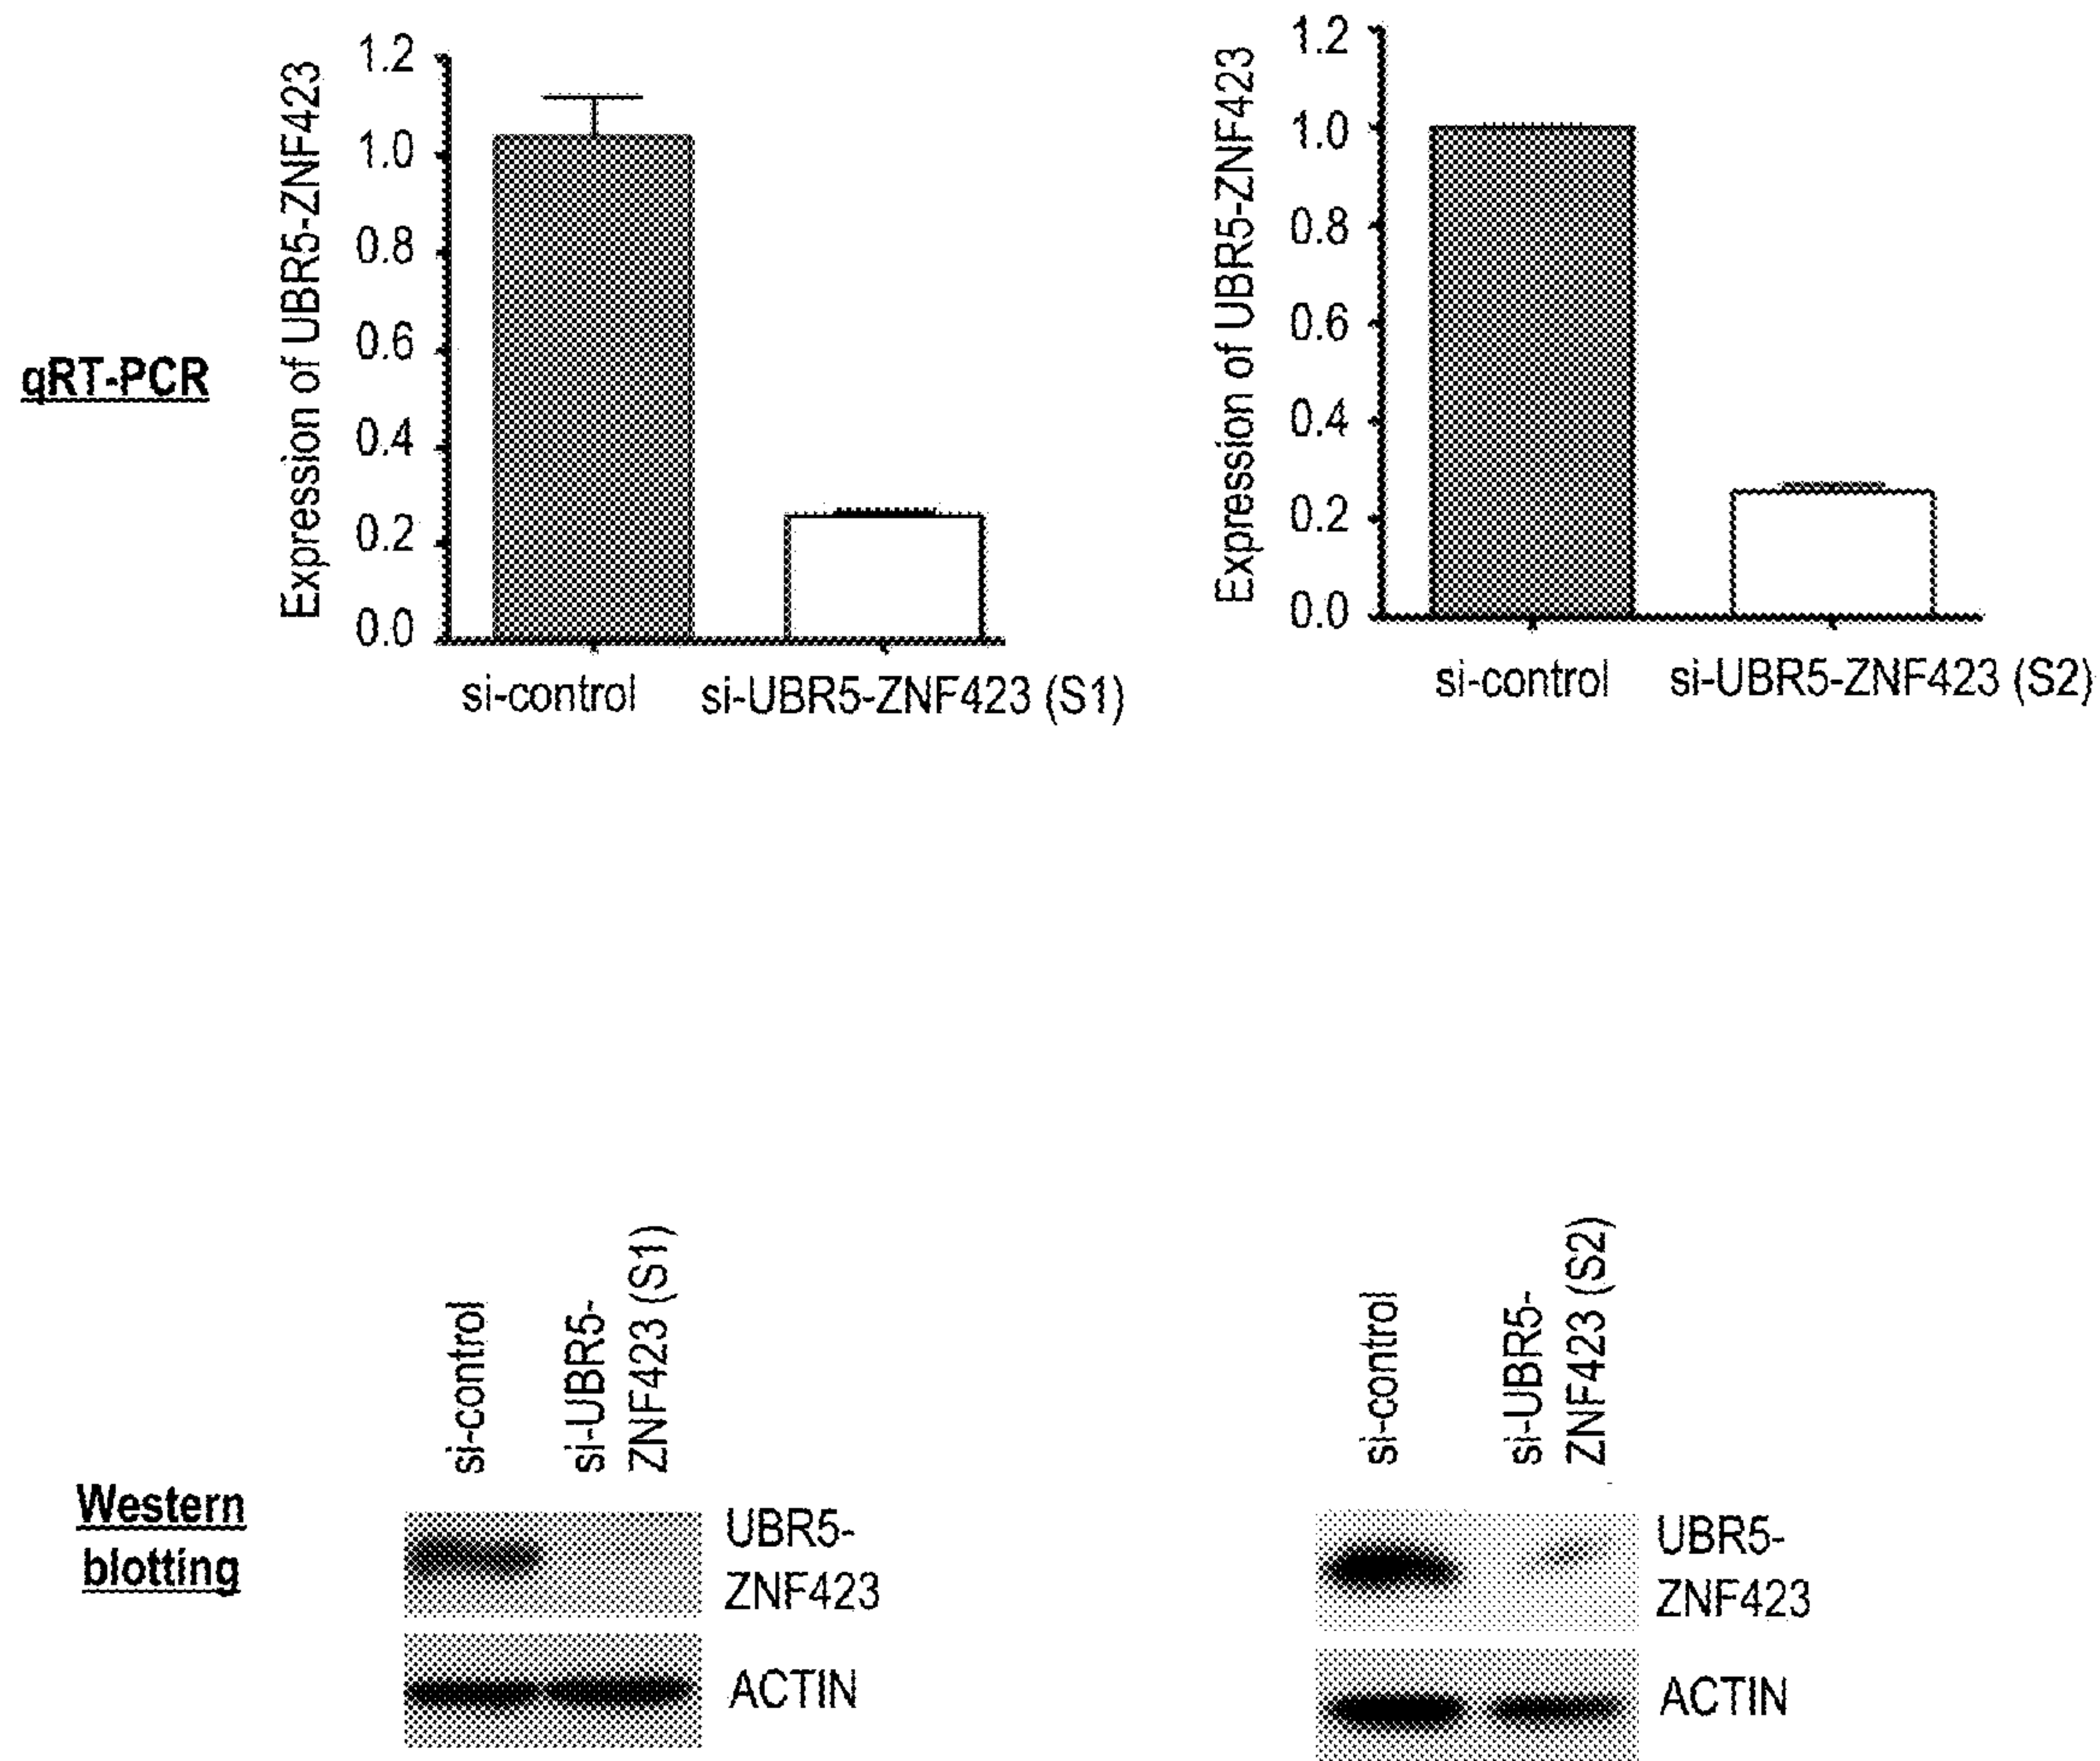 qRT-PCR
Expression of UBR5-ZNF423
1.2
1.0
0.8
0.6
0.4
0.2
0.0
si-control
si-UBR5-ZNF423 (S1)
Expression of UBR5-ZNF423
1.2
1.0
0.8
0.6
0.4
0.2
0.0
si-control
si-UBR5-ZNF423 (S2)
Western
blotting
si-control
si-UBR5-
ZNF423 (S1)
UBR5-
ZNF423
ACTIN
si-control
si-UBR5-
ZNF423 (S2)
UBR5-
ZNF423
ACTIN